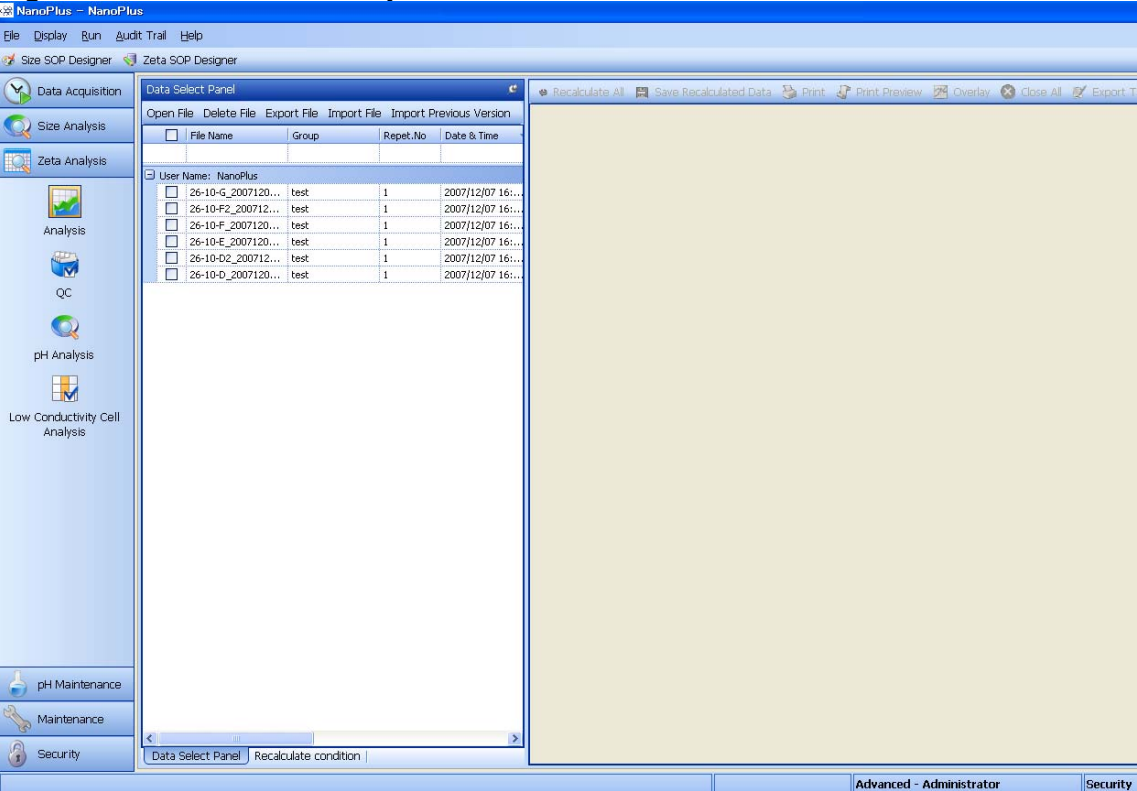 NanoPlus - NanoPlus
File Display Run Audit Trail Help
Size SOP Designer Zeta SOP Designer
Data Acquisition
Size Analysis
Zeta Analysis
Analysis
QC
pH Analysis
Low Conductivity Cell
Analysis
pH Maintenance
Maintenance
Security
Data Select Panel
Open File Delete File Export File Import File Import Previous Version
File Name Group Repet.No Date & Time
User Name: NanoPlus
26-10-G_2007120... test 1 2007/12/07 16:...
26-10-F2_200712... test 1 2007/12/07 16:...
26-10-F_2007120... test 1 2007/12/07 16:...
26-10-E_2007120... test 1 2007/12/07 16:...
26-10-D2_200712... test 1 2007/12/07 16:...
26-10-D_2007120... test 1 2007/12/07 16:...
Data Select Panel Recalculate condition
Recalculate All Save Recalculated Data Print Print Preview Overlay Close All Export T
Advanced - Administrator Security